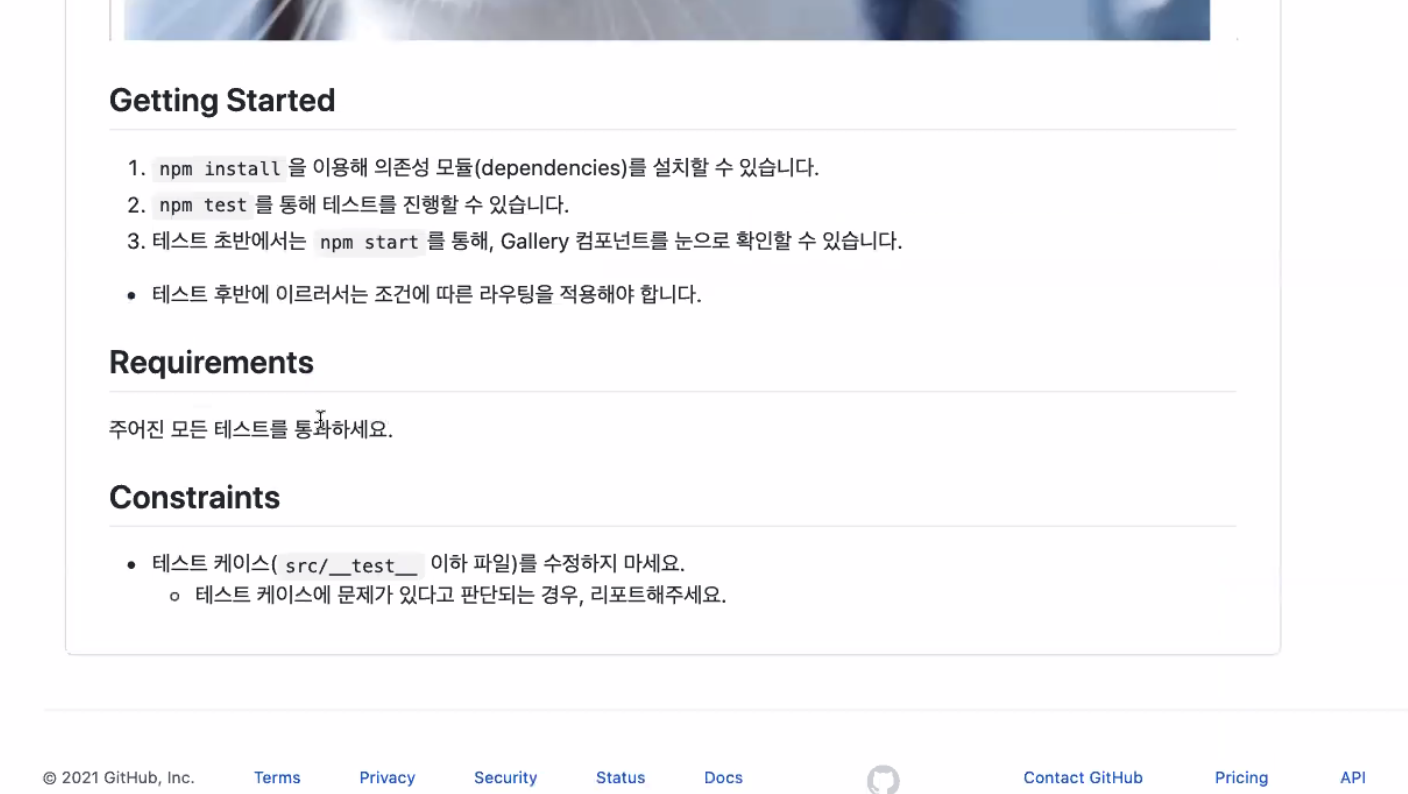 Getting Started
1. npm install 을 이용해 의존성 모듈(dependencies)를 설치할 수 있습니다.
2. npm test 를 통해 테스트를 진행할 수 있습니다.
3. 테스트 초반에서는 npm start 를 통해, Gallery 컴포넌트를 눈으로 확인할 수 있습니다.
• 테스트 후반에 이르러서는 조건에 따른 라우팅을 적용해야 합니다.
Requirements
주어진 모든 테스트를 통과하세요.
Constraints
• 테스트 케이스( src/__test__ 이하 파일)를 수정하지 마세요.
○ 테스트 케이스에 문제가 있다고 판단되는 경우, 리포트해주세요.
© 2021 GitHub, Inc. Terms Privacy Security Status Docs Contact GitHub Pricing API